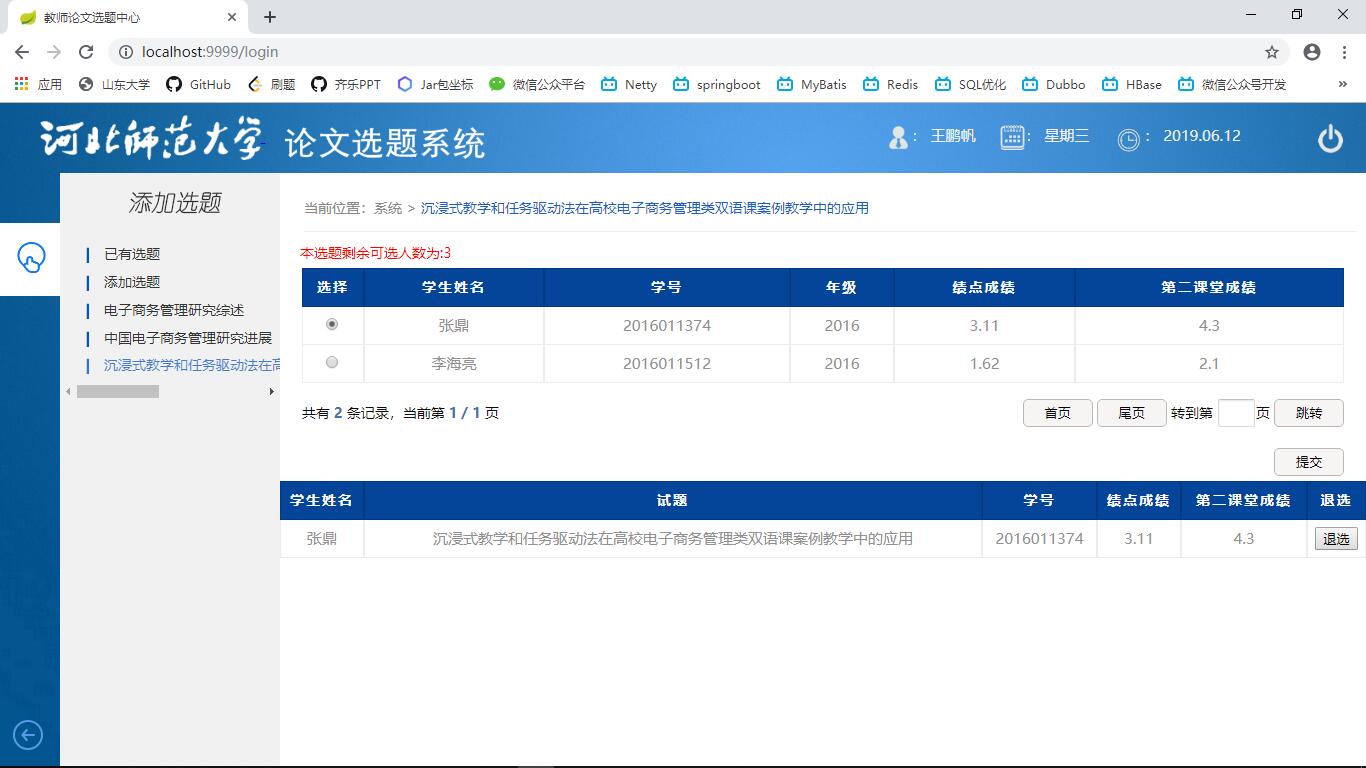 教师论文选题中心
localhost:9999/login
应用 山东大学 GitHub 刷题 齐乐PPT Jar包坐标 微信公众平台 Netty springboot MyBatis Redis SQL优化 Dubbo HBase 微信公众号开发 »
河北师范大学 论文选题系统 : 王鹏帆 : 星期三 : 2019.06.12
添加选题
已有选题
添加选题
电子商务管理研究综述
中国电子商务管理研究进展
沉浸式教学和任务驱动法在高
当前位置：系统 > 沉浸式教学和任务驱动法在高校电子商务管理类双语课案例教学中的应用
本选题剩余可选人数为:3
选择 学生姓名 学号 年级 绩点成绩 第二课堂成绩
张鼎 2016011374 2016 3.11 4.3
李海亮 2016011512 2016 1.62 2.1
共有 2 条记录，当前第 1 / 1 页 首页 尾页 转到第 页 跳转
提交
学生姓名 试题 学号 绩点成绩 第二课堂成绩 退选
张鼎 沉浸式教学和任务驱动法在高校电子商务管理类双语课案例教学中的应用 2016011374 3.11 4.3 退选